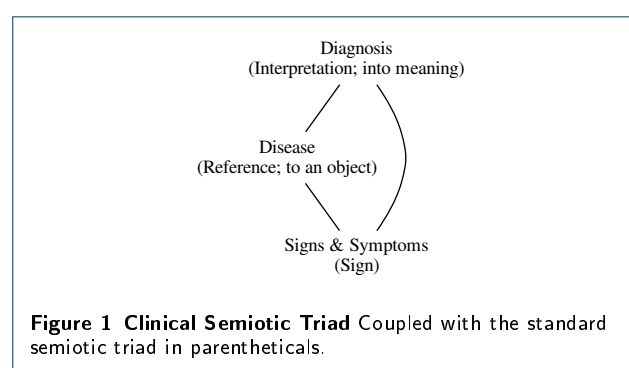 Diagnosis
(Interpretation; into meaning)
Disease
(Reference; to an object)
Signs & Symptoms
(Sign)
Figure 1 Clinical Semiotic Triad Coupled with the standard
semiotic triad in parentheticals.